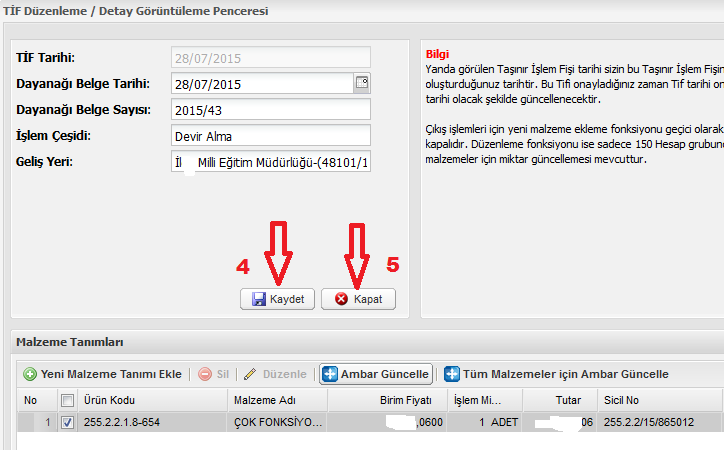 TİF Düzenleme / Detay Görüntüleme Penceresi
TİF Tarihi: 28/07/2015
Dayanağı Belge Tarihi: 28/07/2015
Dayanağı Belge Sayısı: 2015/43
İşlem Çeşidi: Devir Alma
Geliş Yeri: İl Milli Eğitim Müdürlüğü-(48101/1
4 5
Kaydet Kapat
Bilgi
Yanda görülen Taşınır İşlem Fişi tarihi sizin bu Taşınır İşlem Fişin
oluşturduğunuz tarihtir. Bu Tifi onayladığınız zaman Tif tarihi on
tarihi olacak şekilde güncellenecektir.
Çıkış işlemleri için yeni malzeme ekleme fonksiyonu geçici olarak
kapalıdır. Düzenleme fonksiyonu ise sadece 150 Hesap grubund
malzemeler için miktar güncellemesi mevcuttur.
Malzeme Tanımları
Yeni Malzeme Tanımı Ekle Sil Düzenle Ambar Güncelle Tüm Malzemeler için Ambar Güncelle
No Ürün Kodu Malzeme Adı Birim Fiyatı İşlem Mi... Tutar Sicil No
1 255.2.2.1.8-654 ÇOK FONKSİYO... ,0600 1 ADET 06 255.2.2/15/865012